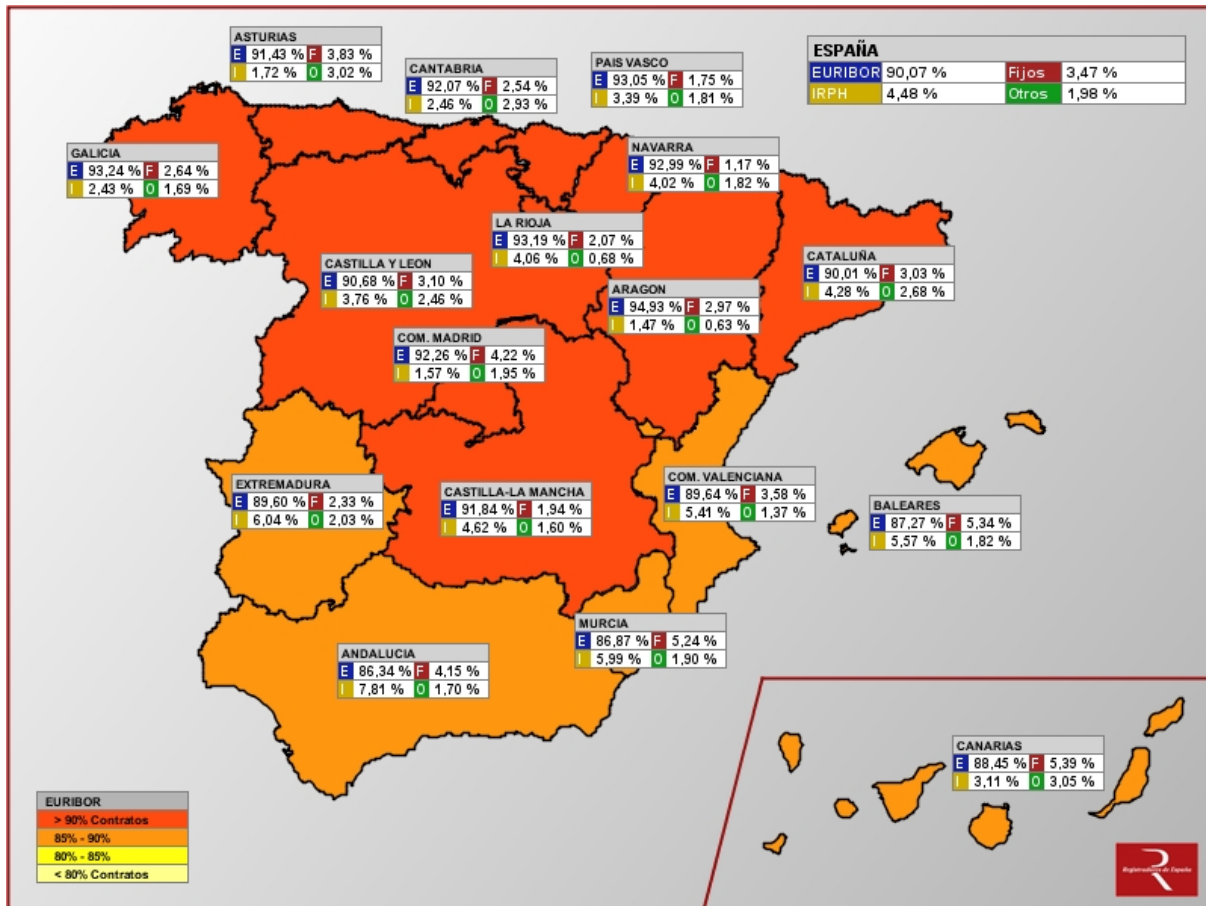 ASTURIAS
E 91,43 % F 3,83 %
I 1,72 % O 3,02 %
CANTABRIA
E 92,07 % F 2,54 %
I 2,46 % O 2,93 %
PAIS VASCO
E 93,05 % F 1,75 %
I 3,39 % O 1,81 %
ESPAÑA
EURIBOR 90,07 % Fijos 3,47 %
IRPH 4,48 % Otros 1,98 %
GALICIA
E 93,24 % F 2,64 %
I 2,43 % O 1,69 %
NAVARRA
E 92,99 % F 1,17 %
I 4,02 % O 1,82 %
LA RIOJA
E 93,19 % F 2,07 %
I 4,06 % O 0,68 %
CASTILLA Y LEON
E 90,68 % F 3,10 %
I 3,76 % O 2,46 %
CATALUÑA
E 90,01 % F 3,03 %
I 4,28 % O 2,68 %
ARAGON
E 94,93 % F 2,97 %
I 1,47 % O 0,63 %
COM. MADRID
E 92,26 % F 4,22 %
I 1,57 % O 1,95 %
EXTREMADURA
E 89,60 % F 2,33 %
I 6,04 % O 2,03 %
CASTILLA-LA MANCHA
E 91,84 % F 1,94 %
I 4,62 % O 1,60 %
COM. VALENCIANA
E 89,64 % F 3,58 %
I 5,41 % O 1,37 %
BALEARES
E 87,27 % F 5,34 %
I 5,57 % O 1,82 %
MURCIA
E 86,87 % F 5,24 %
I 5,99 % O 1,90 %
ANDALUCIA
E 86,34 % F 4,15 %
I 7,81 % O 1,70 %
CANARIAS
E 88,45 % F 5,39 %
I 3,11 % O 3,05 %
EURIBOR
> 90% Contratos
85% - 90%
80% - 85%
< 80% Contratos
R
Registradores de España